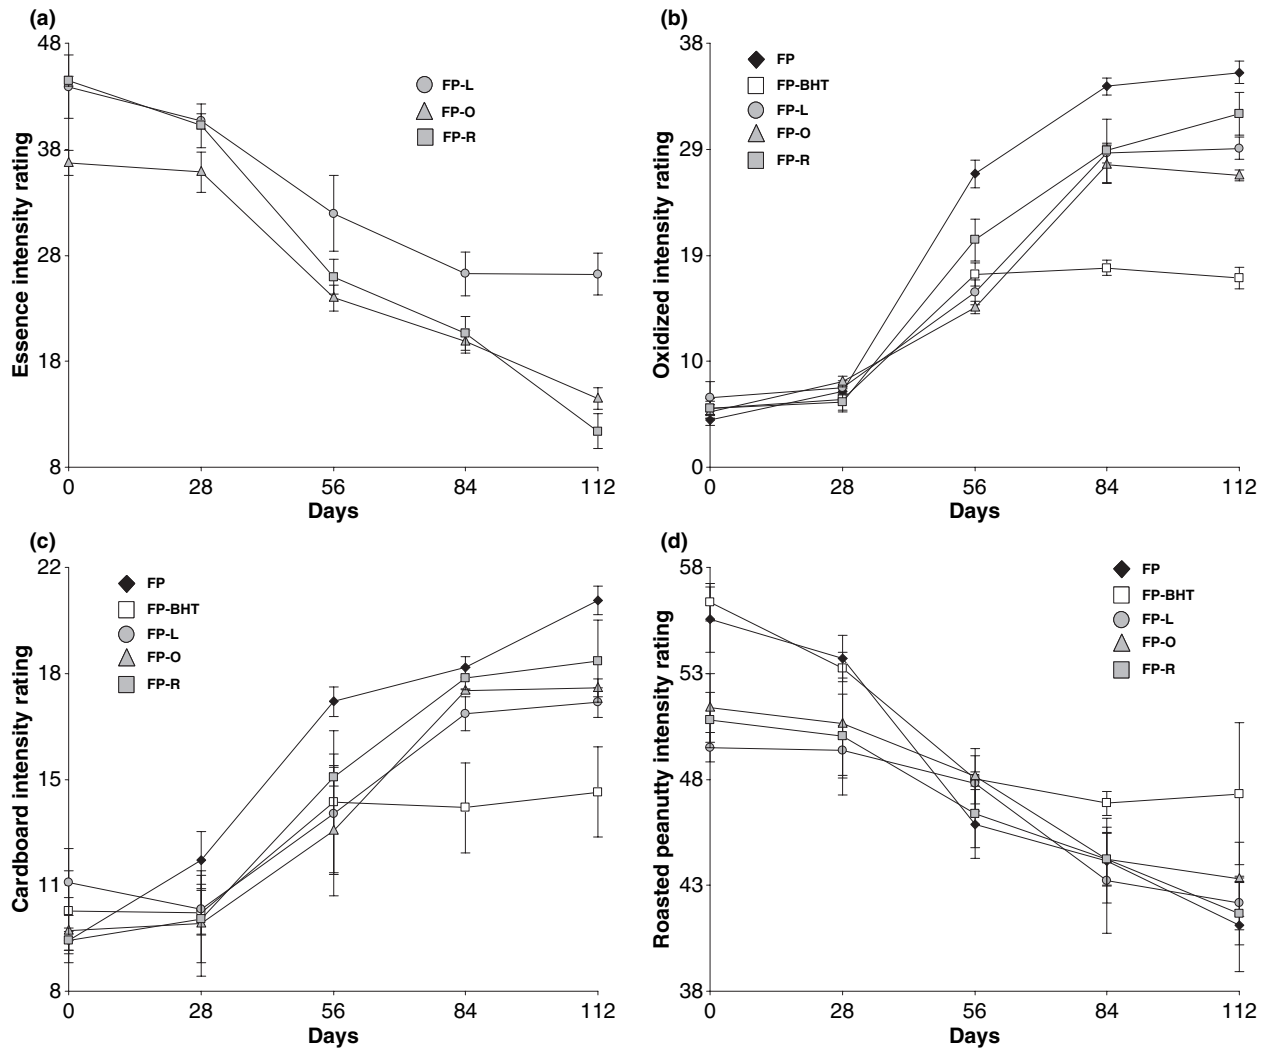 (a)
48
38
28
18
8
Essence intensity rating
FP-L
FP-O
FP-R
0 28 56 84 112
Days
(b)
38
29
19
10
0
Oxidized intensity rating
FP
FP-BHT
FP-L
FP-O
FP-R
0 28 56 84 112
Days
(c)
22
18
15
11
8
Cardboard intensity rating
FP
FP-BHT
FP-L
FP-O
FP-R
0 28 56 84 112
Days
(d)
58
53
48
43
38
Roasted peanutty intensity rating
FP
FP-BHT
FP-L
FP-O
FP-R
0 28 56 84 112
Days